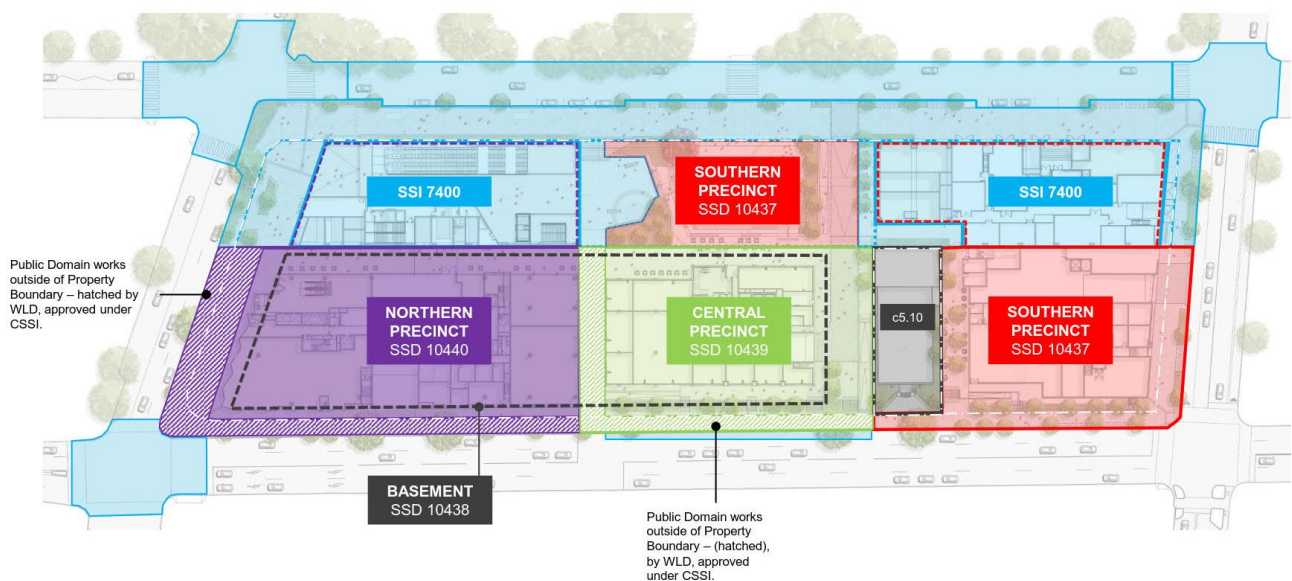 SSI 7400
SOUTHERN
PRECINCT
SSD 10437
SSI 7400
Public Domain works
outside of Property
Boundary – hatched by
WLD, approved under
CSSI.
NORTHERN
PRECINCT
SSD 10440
CENTRAL
PRECINCT
SSD 10439
c5.10
SOUTHERN
PRECINCT
SSD 10437
BASEMENT
SSD 10438
Public Domain works
outside of Property
Boundary – (hatched),
by WLD, approved
under CSSI.